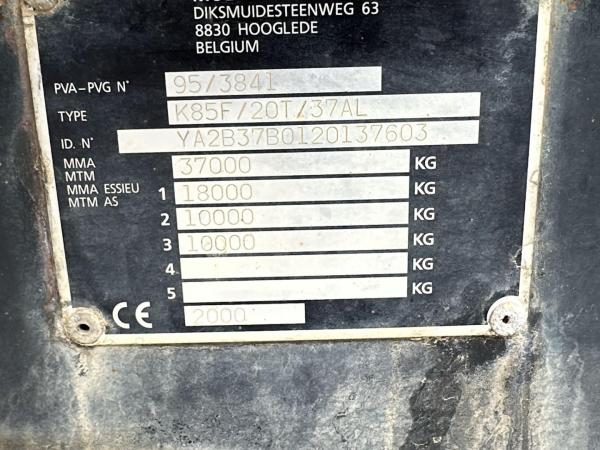 DIKSMUIDESTEENWEG 63
8830 HOOGLEDE
BELGIUM
PVA-PVG N° 95/3841
TYPE K85F/20T/37AL
ID. N° YA2B37B0120137603
MMA MTM 37000 KG
MMA ESSIEU MTM AS 1 18000 KG
2 10000 KG
3 10000 KG
4 KG
5 KG
CE 2000